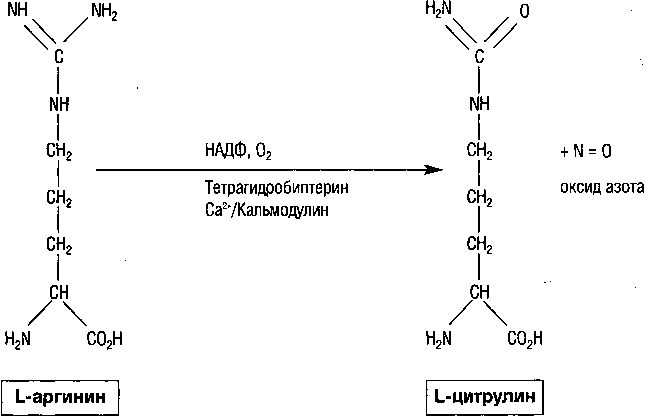 NH NH₂ H₂N O
C C
NH NH
CH₂ НАДФ, O₂ CH₂ + N = O
Тетрагидробиптерин оксид азота
CH₂ Ca²⁺/Кальмодулин CH₂
CH₂ CH₂
CH CH
H₂N CO₂H H₂N CO₂H
L-аргинин L-цитрулин